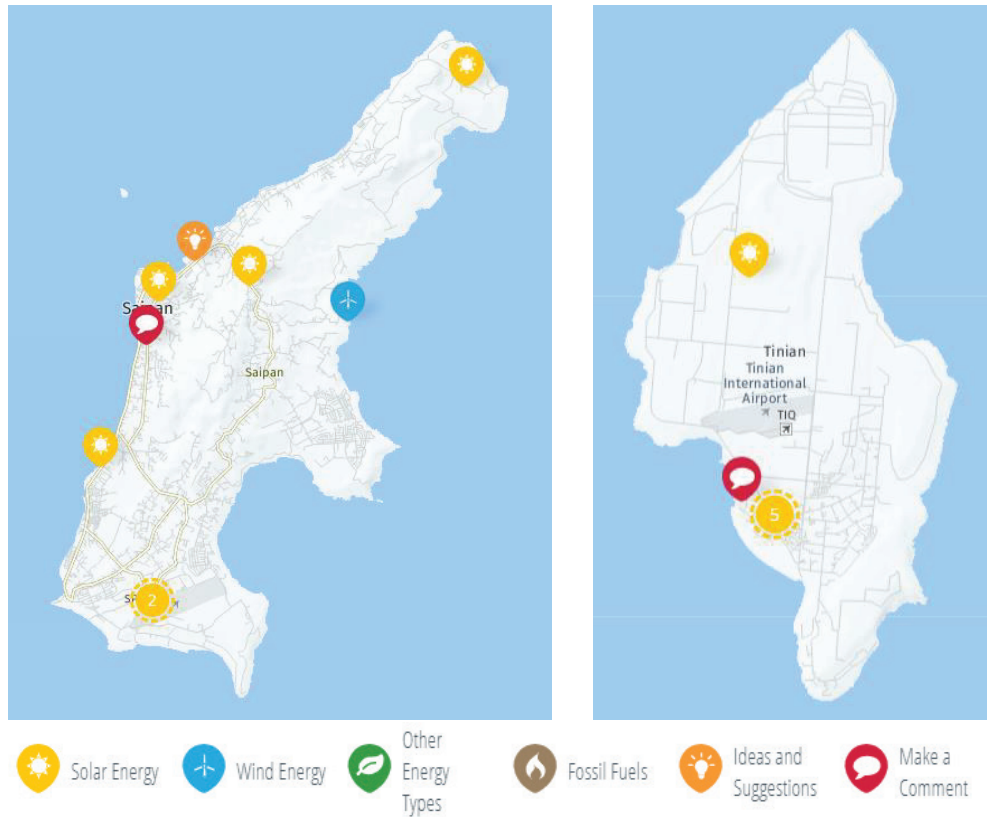 Saipan
Saipan
2
Tinian
Tinian
International
Airport
TIQ
5
Solar Energy
Wind Energy
Other
Energy
Types
Fossil Fuels
Ideas and
Suggestions
Make a
Comment